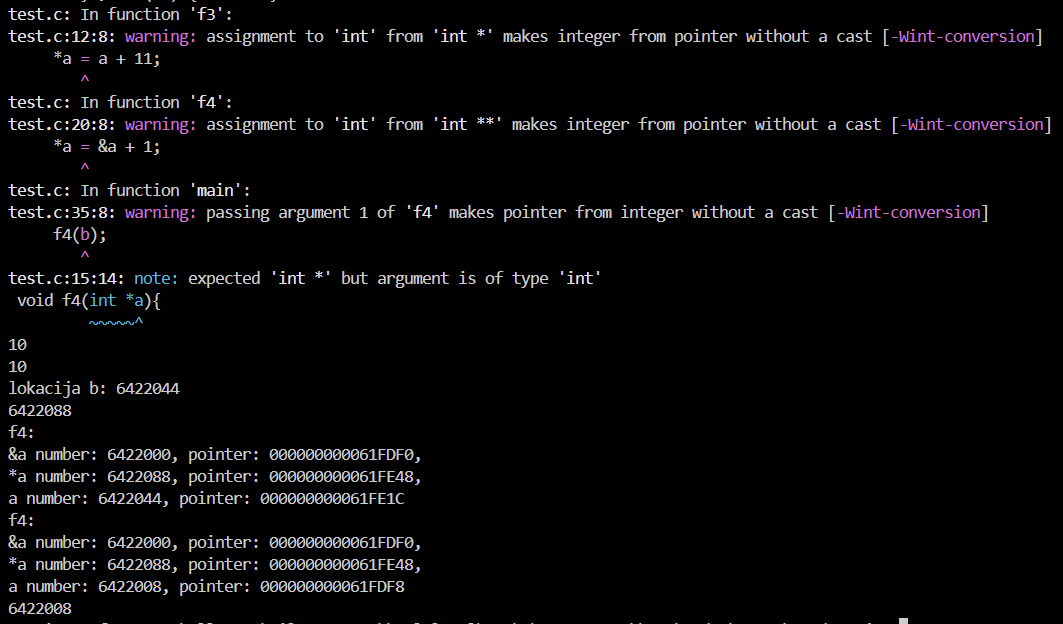 test.c: In function 'f3':
test.c:12:8: warning: assignment to 'int' from 'int *' makes integer from pointer without a cast [-Wint-conversion]
*a = a + 11;
^
test.c: In function 'f4':
test.c:20:8: warning: assignment to 'int' from 'int **' makes integer from pointer without a cast [-Wint-conversion]
*a = &a + 1;
^
test.c: In function 'main':
test.c:35:8: warning: passing argument 1 of 'f4' makes pointer from integer without a cast [-Wint-conversion]
f4(b);
^
test.c:15:14: note: expected 'int *' but argument is of type 'int'
void f4(int *a){
~~~~~^
10
10
lokacija b: 6422044
6422088
f4:
&a number: 6422000, pointer: 000000000061FDF0,
*a number: 6422088, pointer: 000000000061FE48,
a number: 6422044, pointer: 000000000061FE1C
f4:
&a number: 6422000, pointer: 000000000061FDF0,
*a number: 6422088, pointer: 000000000061FE48,
a number: 6422008, pointer: 000000000061FDF8
6422008